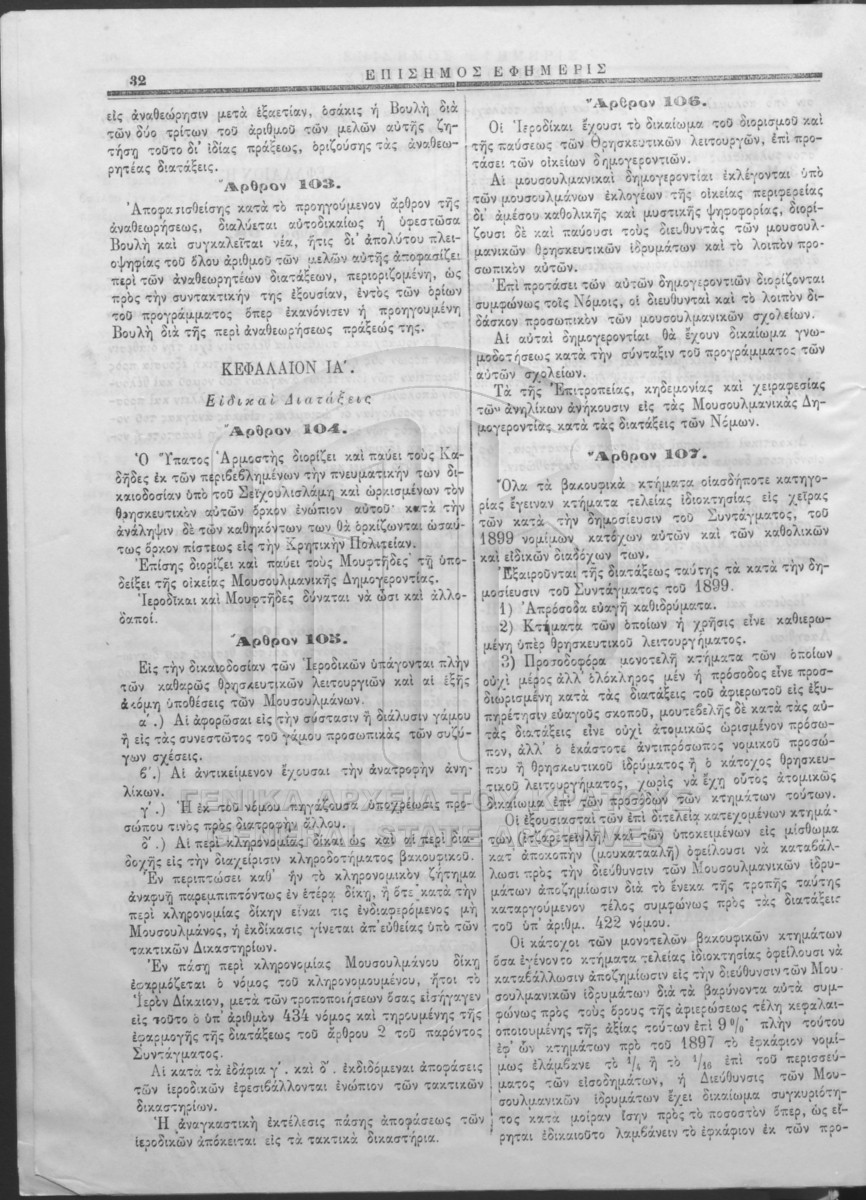 32
ΕΠΙΣΗΜΟΣ ΕΦΗΜΕΡΙΣ
εἰς ἀναθεώρησιν μετὰ ἑξαετίαν, ὁσάκις ἡ Βουλὴ διὰ
τῶν δύο τρίτων τοῦ ἀριθμοῦ τῶν μελῶν αὐτῆς ζη-
τήσῃ τοῦτο δι᾽ ἰδίας πράξεως, ὁριζούσης τὰς ἀναθεω-
ρητέας διατάξεις.
Ἄρθρον 103.
Ἀποφασισθείσης κατὰ τὸ προηγούμενον ἄρθρον τῆς
ἀναθεωρήσεως, διαλύεται αὐτοδικαίως ἡ ὑφεστῶσα
Βουλὴ καὶ συγκαλεῖται νέα, ἥτις δι᾽ ἀπολύτου πλει-
οψηφίας τοῦ ὅλου ἀριθμοῦ τῶν μελῶν αὐτῆς ἀποφασίζει
περὶ τῶν ἀναθεωρητέων διατάξεων, περιοριζομένη, ὡς
πρὸς τὴν συντακτικήν της ἐξουσίαν, ἐντὸς τῶν ὁρίων
τοῦ προγράμματος ὅπερ ἐκανόνισεν ἡ προηγουμένη
Βουλὴ διὰ τῆς περὶ ἀναθεωρήσεως πράξεώς της.
ΚΕΦΑΛΑΙΟΝ ΙΑ΄.
Εἰδικαὶ Διατάξεις
Ἄρθρον 104.
Ὁ Ὕπατος Ἁρμοστὴς διορίζει καὶ παύει τοὺς Κα-
δῆδες ἐκ τῶν περιβεβλημένων τὴν πνευματικήν των δι-
καιοδοσίαν ὑπὸ τοῦ Σεϊχουλισλάμη καὶ ὡρκισμένων τὸν
θρησκευτικὸν αὐτῶν ὅρκον ἐνώπιον αὐτοῦ· κατὰ τὴν
ἀνάληψιν δὲ τῶν καθηκόντων των θὰ ὁρκίζωνται ὡσαύ-
τως ὅρκον πίστεως εἰς τὴν Κρητικὴν Πολιτείαν.
Ἐπίσης διορίζει καὶ παύει τοὺς Μουφτῆδες τῇ ὑπο-
δείξει τῆς οἰκείας Μουσουλμανικῆς Δημογεροντίας.
Ἱεροδῖκαι καὶ Μουφτῆδες δύναται νὰ ὦσι καὶ ἀλλο-
δαποί.
Ἄρθρον 105.
Εἰς τὴν δικαιοδοσίαν τῶν Ἱεροδικῶν ὑπάγονται πλὴν
τῶν καθαρῶς θρησκευτικῶν λειτουργιῶν καὶ αἱ ἑξῆς
ἀκόμη ὑποθέσεις τῶν Μουσουλμάνων.
α΄.) Αἱ ἀφορῶσαι εἰς τὴν σύστασιν ἢ διάλυσιν γάμου
ἢ εἰς τὰς συνεστῶτος τοῦ γάμου προσωπικὰς τῶν συζύ-
γων σχέσεις.
β΄.) Αἱ ἀντικείμενον ἔχουσαι τὴν ἀνατροφὴν ἀνη-
λίκων.
γ΄.) Ἡ ἐκ τοῦ νόμου πηγάζουσα ὑποχρέωσις προ-
σώπου τινὸς πρὸς διατροφὴν ἄλλου.
δ΄.) Αἱ περὶ κληρονομίας δίκαι ὡς καὶ αἱ περὶ δια-
δοχῆς εἰς τὴν διαχείρισιν κληροδοτήματος βακουφικοῦ.
Ἐν περιπτώσει καθ᾽ ἣν τὸ κληρονομικὸν ζήτημα
ἀναφυῇ παρεμπιπτόντως ἐν ἑτέρᾳ δίκῃ, ἢ ὅτε κατὰ τὴν
περὶ κληρονομίας δίκην εἶναι τις ἐνδιαφερόμενος μὴ
Μουσουλμάνος, ἡ ἐκδίκασις γίνεται ἀπ᾽ εὐθείας ὑπὸ τῶν
τακτικῶν Δικαστηρίων.
Ἐν πάσῃ περὶ κληρονομίας Μουσουλμάνου δίκῃ
ἐφαρμόζεται ὁ νόμος τοῦ κληρονομουμένου, ἤτοι τὸ
Ἱερὸν Δίκαιον, μετὰ τῶν τροποποιήσεων ὅσας εἰσήγαγεν
εἰς τοῦτο ὁ ὑπ᾽ ἀριθμὸν 434 νόμος καὶ τηρουμένης τῆς
ἐφαρμογῆς τῆς διατάξεως τοῦ ἄρθρου 2 τοῦ παρόντος
Συντάγματος.
Αἱ κατὰ τὰ ἐδάφια γ΄. καὶ δ΄. ἐκδιδόμεναι ἀποφάσεις
τῶν ἱεροδικῶν ἐφεσιβάλλονται ἐνώπιον τῶν τακτικῶν
δικαστηρίων.
Ἡ ἀναγκαστικὴ ἐκτέλεσις πάσης ἀποφάσεως τῶν
ἱεροδικῶν ἀπόκειται εἰς τὰ τακτικὰ δικαστήρια.
Ἄρθρον 106.
Οἱ Ἱεροδίκαι ἔχουσι τὸ δικαίωμα τοῦ διορισμοῦ καὶ
τῆς παύσεως τῶν Θρησκευτικῶν λειτουργῶν, ἐπὶ προ-
τάσει τῶν οἰκείων δημογεροντιῶν.
Αἱ μουσουλμανικαὶ δημογεροντίαι ἐκλέγονται ὑπὸ
τῶν μουσουλμάνων ἐκλογέων τῆς οἰκείας περιφερείας
δι᾽ ἀμέσου καθολικῆς καὶ μυστικῆς ψηφοφορίας, διορί-
ζουσι δὲ καὶ παύουσι τοὺς διευθυντὰς τῶν μουσουλ-
μανικῶν θρησκευτικῶν ἱδρυμάτων καὶ τὸ λοιπὸν προ-
σωπικὸν αὐτῶν.
Ἐπὶ προτάσει τῶν αὐτῶν δημογεροντιῶν διορίζονται
συμφώνως τοῖς Νόμοις, οἱ διευθυνταὶ καὶ τὸ λοιπὸν δι-
δάσκον προσωπικὸν τῶν μουσουλμανικῶν σχολείων.
Αἱ αὐταὶ δημογεροντίαι θὰ ἔχουν δικαίωμα γνω-
μοδοτήσεως κατὰ τὴν σύνταξιν τοῦ προγράμματος τῶν
αὐτῶν σχολείων.
Τὰ τῆς Ἐπιτροπείας, κηδεμονίας καὶ χειραφεσίας
τῶν ἀνηλίκων ἀνήκουσιν εἰς τὰς Μουσουλμανικὰς Δη-
μογεροντίας κατὰ τὰς διατάξεις τῶν Νόμων.
Ἄρθρον 107.
Ὅλα τὰ βακουφικὰ κτήματα οἱασδήποτε κατηγο-
ρίας ἔγειναν κτήματα τελείας ἰδιοκτησίας εἰς χεῖρας
τῶν κατὰ τὴν δημοσίευσιν τοῦ Συντάγματος, τοῦ
1899 νομίμων κατόχων αὐτῶν καὶ τῶν καθολικῶν
καὶ εἰδικῶν διαδόχων των.
Ἐξαιροῦνται τῆς διατάξεως ταύτης τὰ κατὰ τὴν δη-
μοσίευσιν τοῦ Συντάγματος τοῦ 1899.
1) Ἀπρόσοδα εὐαγῆ καθιδρύματα.
2) Κτήματα τῶν ὁποίων ἡ χρῆσις εἶνε καθιερω-
μένη ὑπὲρ θρησκευτικοῦ λειτουργήματος.
3) Προσοδοφόρα μονοτελῆ κτήματα τῶν ὁποίων
οὐχὶ μέρος ἀλλ᾽ ὁλόκληρος μὲν ἡ πρόσοδος εἶνε προσ-
διωρισμένη κατὰ τὰς διατάξεις τοῦ ἀφιερωτοῦ εἰς ἐξυ-
πηρέτησιν εὐαγοῦς σκοποῦ, μουτεβελῆς δὲ κατὰ τὰς αὐ-
τὰς διατάξεις εἶνε οὐχὶ ἀτομικῶς ὡρισμένον πρόσω-
πον, ἀλλ᾽ ὁ ἑκάστοτε ἀντιπρόσωπος νομικοῦ προσώ-
που ἢ θρησκευτικοῦ ἱδρύματος ἢ ὁ κάτοχος θρησκευ-
τικοῦ λειτουργήματος, χωρὶς νὰ ἔχῃ οὗτος ἀτομικῶς
δικαίωμα ἐπὶ τῶν προσόδων τῶν κτημάτων τούτων.
Οἱ ἐξουσιασταὶ τῶν ἐπὶ διτελείᾳ κατεχομένων κτημά-
των (ἰτζαρετεϊνλῆ) καὶ τῶν ὑποκειμένων εἰς μίσθωμα
κατ᾽ ἀποκοπὴν (μουκατααλῆ) ὀφείλουσι νὰ καταβάλ-
λωσι πρὸς τὴν διεύθυνσιν τῶν Μουσουλμανικῶν ἱδρυ-
μάτων ἀποζημίωσιν διὰ τὸ ἕνεκα τῆς τροπῆς ταύτης
καταργούμενον τέλος συμφώνως πρὸς τὰς διατάξεις
τοῦ ὑπ᾽ ἀριθμ. 422 νόμου.
Οἱ κάτοχοι τῶν μονοτελῶν βακουφικῶν κτημάτων
ὅσα ἐγένοντο κτήματα τελείας ἰδιοκτησίας ὀφείλουσι νὰ
καταβάλλωσιν ἀποζημίωσιν εἰς τὴν διεύθυνσιν τῶν Μου-
σουλμανικῶν ἱδρυμάτων διὰ τὰ βαρύνοντα αὐτὰ συμ-
φώνως πρὸς τοὺς ὅρους τῆς ἀφιερώσεως τέλη κεφαλαι-
οποιουμένης τῆς ἀξίας τούτων ἐπὶ 9 %· πλὴν τούτου
ἐφ᾽ ὧν κτημάτων πρὸ τοῦ 1897 τὸ ἐφκάφιον νομί-
μως ἐλάμβανε τὸ 1/4 ἢ τὸ 1/16 ἐπὶ τοῦ περισσεύ-
ματος τῶν εἰσοδημάτων, ἡ Διεύθυνσις τῶν Μου-
σουλμανικῶν ἱδρυμάτων ἔχει δικαίωμα συγκυριότη-
τος κατὰ μοῖραν ἴσην πρὸς τὸ ποσοστὸν ὅπερ, ὡς εἴ-
ρηται ἐδικαιοῦτο λαμβάνειν τὸ ἐφκάφιον ἐκ τῶν προ-
ΓΕΝΙΚΑ ΑΡΧΕΙΑ ΤΟΥ ΚΡΑΤΟΥΣ
GENERAL STATE ARCHIVES